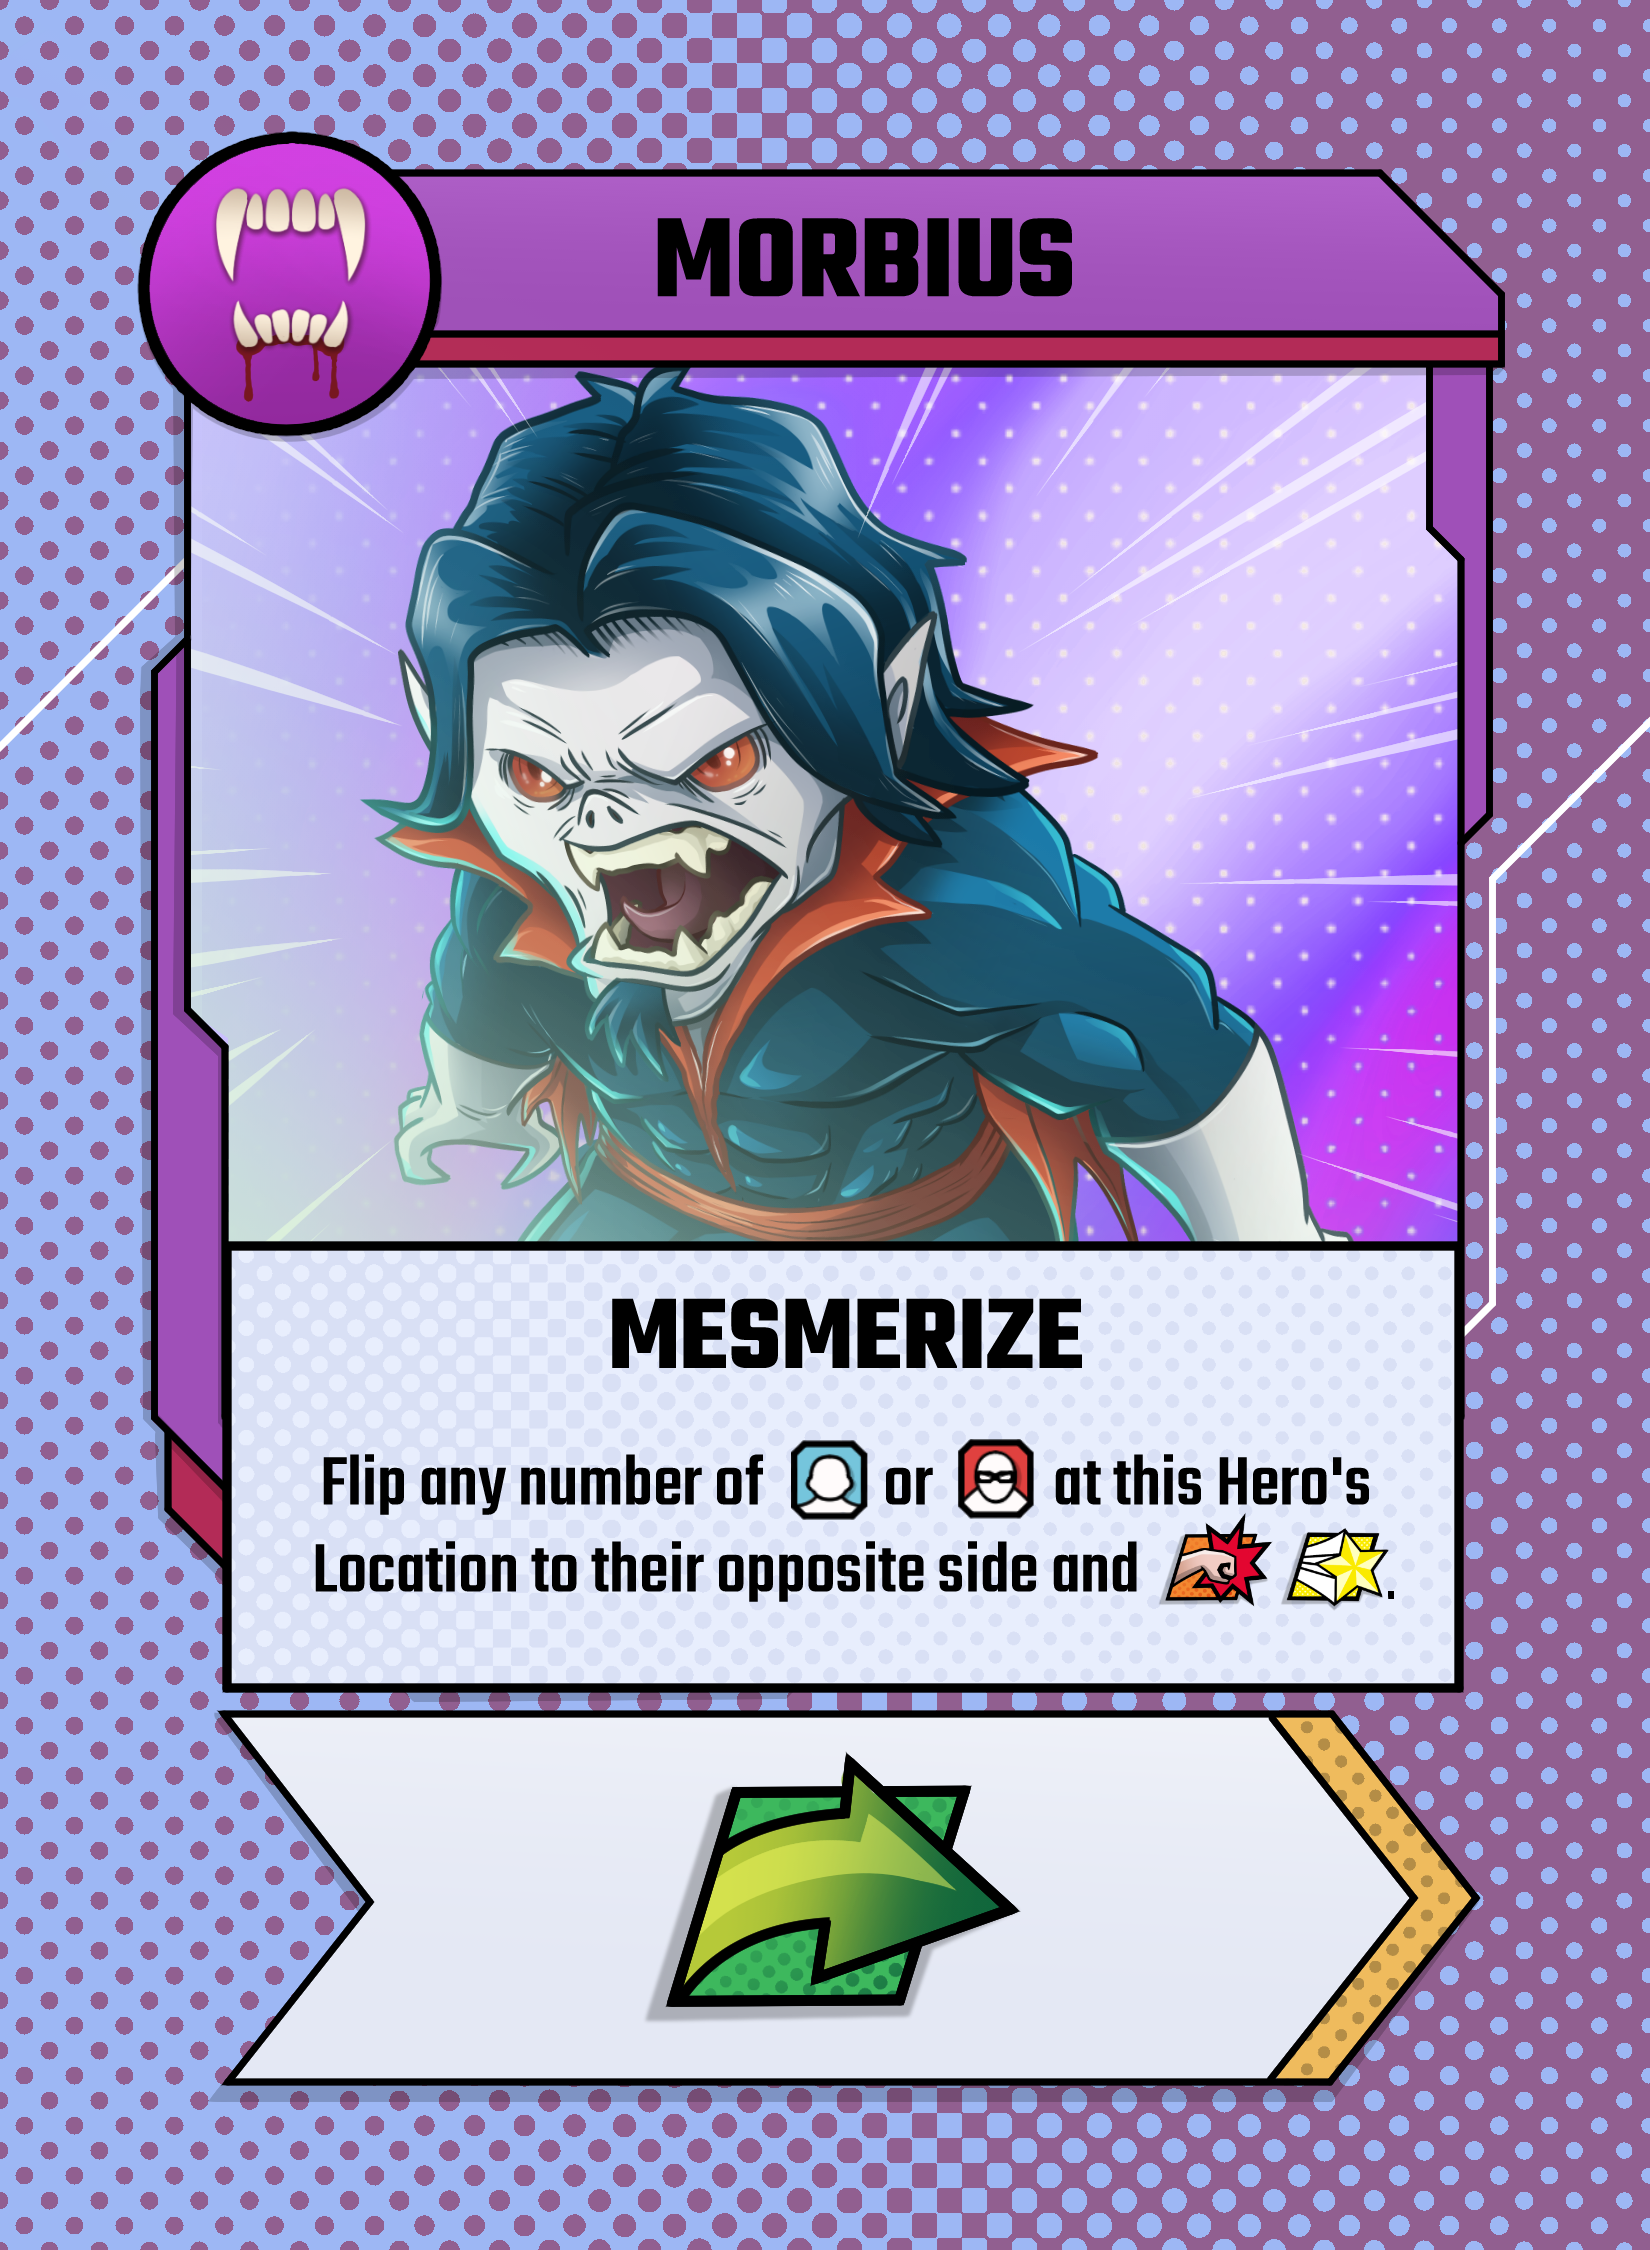 MORBIUS
MESMERIZE
Flip any number of or at this Hero's
Location to their opposite side and .